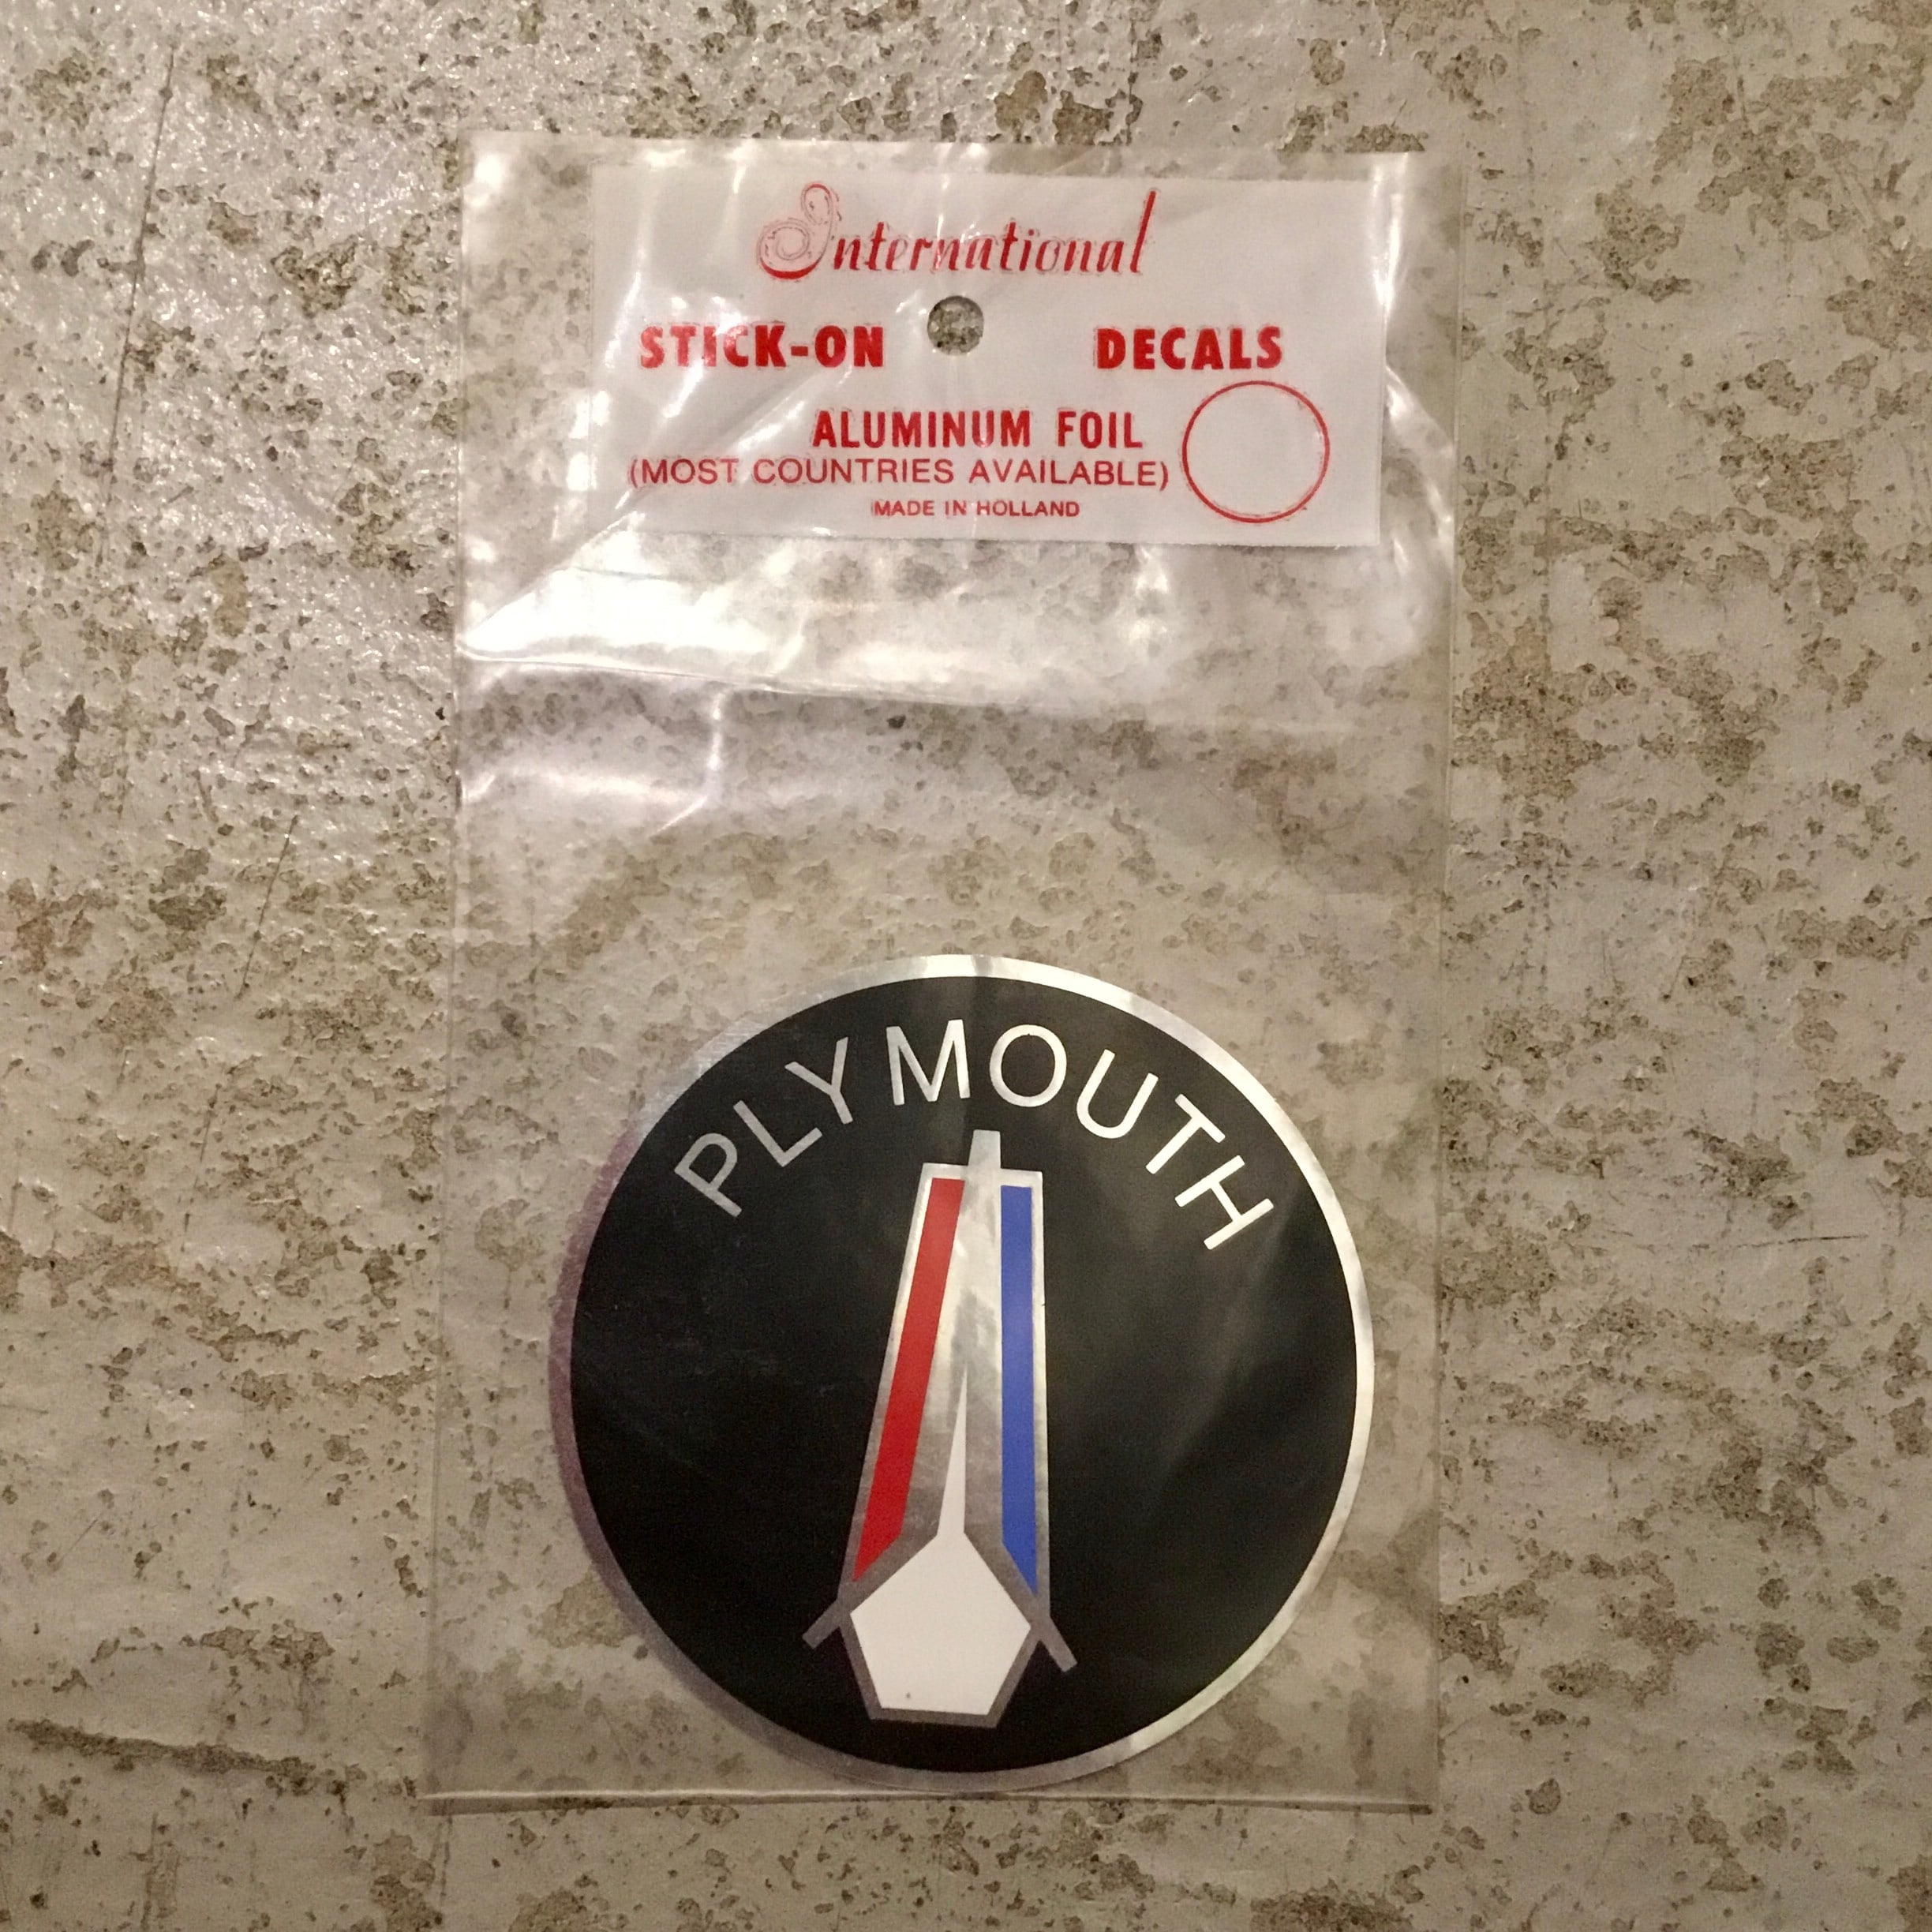 International
STICK-ON DECALS
ALUMINUM FOIL
(MOST COUNTRIES AVAILABLE)
MADE IN HOLLAND
PLYMOUTH